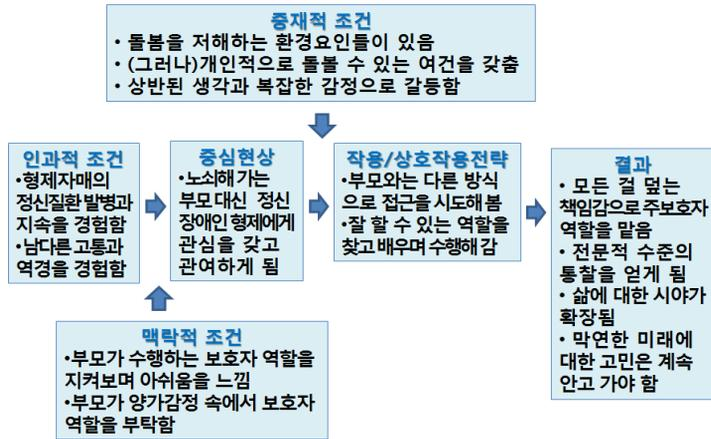 중재적 조건
• 돌봄을 저해하는 환경요인들이 있음
• (그러나)개인적으로 돌볼 수 있는 여건을 갖춤
• 상반된 생각과 복잡한 감정으로 갈등함
인과적 조건
•형제자매의
정신질환 발병과
지속을 경험함
•남다른 고통과
역경을 경험함
중심현상
•노쇠해 가는
부모 대신 정신
장애인 형제에게
관심을 갖고
관여하게 됨
작용/상호작용전략
•부모와는 다른 방식
으로 접근을 시도해 봄
•잘 할 수 있는 역할을
찾고 배우며 수행해 감
결과
• 모든 걸 덮는
책임감으로 주보호자
역할을 맡음
• 전문적 수준의
통찰을 얻게 됨
• 삶에 대한 시야가
확장됨
• 막연한 미래에
대한 고민은 계속
안고 가야 함
맥락적 조건
•부모가 수행하는 보호자 역할을
지켜보며 아쉬움을 느낌
•부모가 양가감정 속에서 보호자
역할을 부탁함